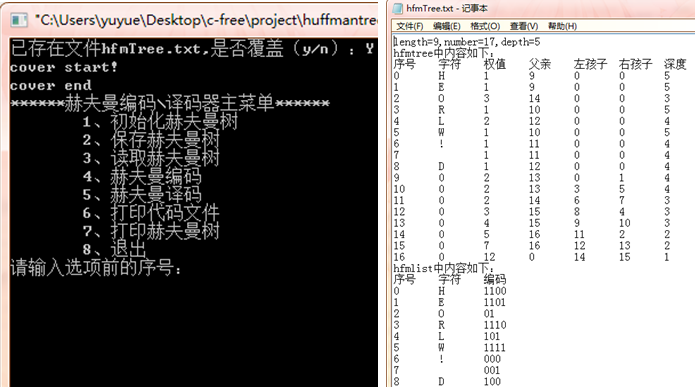 "C:\Users\yuyue\Desktop\c-free\project\huffmantree
已存在文件hfmTree.txt,是否覆盖（y/n）：Y
cover start!
cover end
******赫夫曼编码\译码器主菜单******
1、初始化赫夫曼树
2、保存赫夫曼树
3、读取赫夫曼树
4、赫夫曼编码
5、赫夫曼译码
6、打印代码文件
7、打印赫夫曼树
8、退出
请输入选项前的序号：
hfmTree.txt - 记事本
文件(F) 编辑(E) 格式(O) 查看(V) 帮助(H)
length=9,number=17,depth=5
hfmtree中内容如下：
序号 字符 权值 父亲 左孩子 右孩子 深度
0 H 1 9 0 0 5
1 E 1 9 0 0 5
2 O 3 14 0 0 3
3 R 1 10 0 0 5
4 L 2 12 0 0 4
5 W 1 10 0 0 5
6 ! 1 11 0 0 4
7 1 11 0 0 4
8 D 1 12 0 0 4
9 0 2 13 0 1 4
10 0 2 13 3 5 4
11 0 2 14 6 7 3
12 0 3 15 8 4 3
13 0 4 15 9 10 3
14 0 5 16 11 2 2
15 0 7 16 12 13 2
16 0 12 0 14 15 1
hfmlist中内容如下：
序号 字符 编码
0 H 1100
1 E 1101
2 O 01
3 R 1110
4 L 101
5 W 1111
6 ! 000
7 001
8 D 100